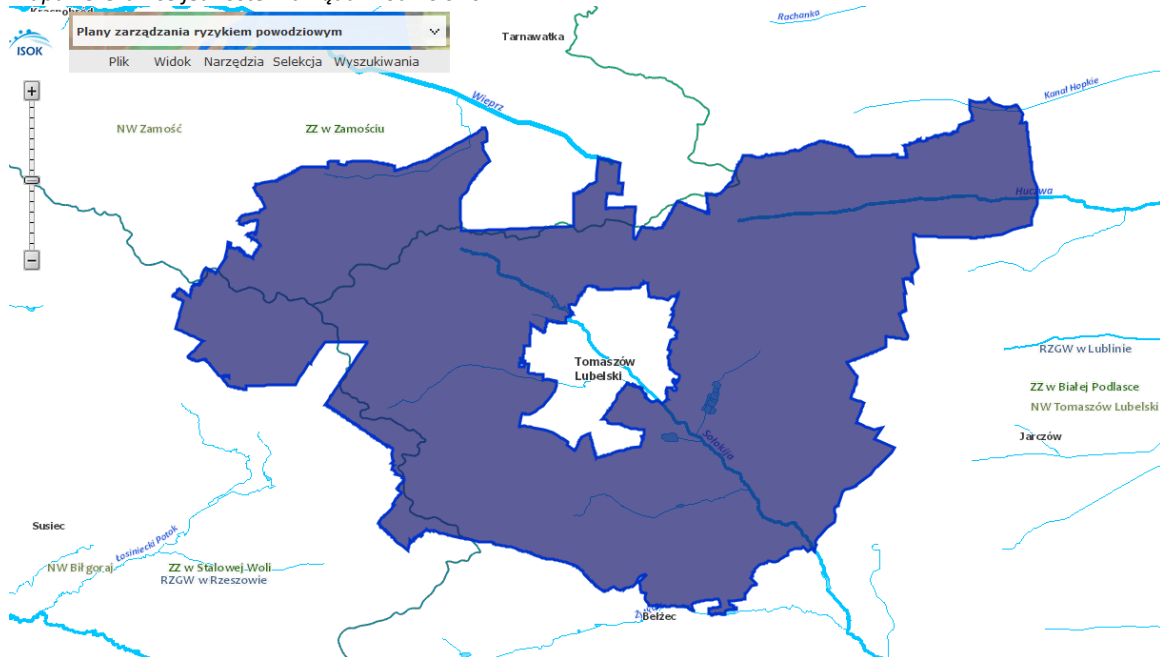 Krasnobród
Rachanka
ISOK
Plany zarządzania ryzykiem powodziowym
Tarnawatka
Plik Widok Narzędzia Selekcja Wyszukiwania
Wieprz
Kanał Hopkie
NW Zamość
ZZ w Zamościu
Huczwa
RZGW w Lublinie
Tomaszów
Lubelski
ZZ w Białej Podlasce
NW Tomaszów Lubelski
Jarczów
Sołokija
Susiec
Łosiniecki Potok
NW Biłgoraj
ZZ w Stalowej Woli
RZGW w Rzeszowie
Bełżec